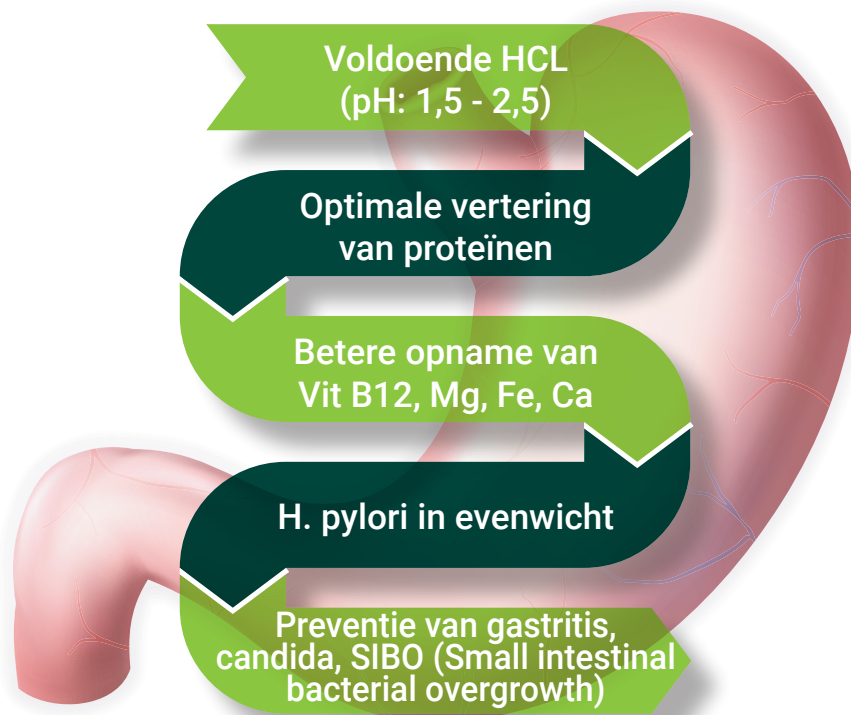 Voldoende HCL
(pH: 1,5 - 2,5)
Optimale vertering
van proteïnen
Betere opname van
Vit B12, Mg, Fe, Ca
H. pylori in evenwicht
Preventie van gastritis,
candida, SIBO (Small intestinal
bacterial overgrowth)